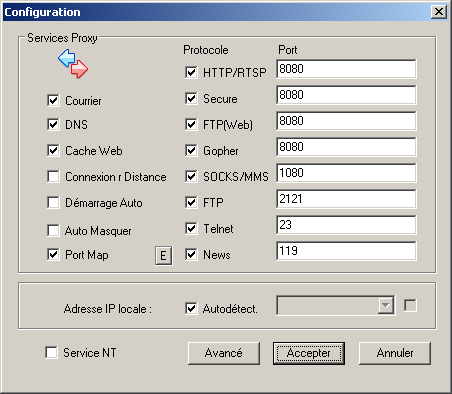 Configuration
Services Proxy
Protocole Port
HTTP/RTSP 8080
Courrier Secure 8080
DNS FTP(Web) 8080
Cache Web Gopher 8080
Connexion r Distance SOCKS/MMS 1080
Démarrage Auto FTP 2121
Auto Masquer Telnet 23
Port Map E News 119
Adresse IP locale : Autodétect.
Service NT Avancé Accepter Annuler